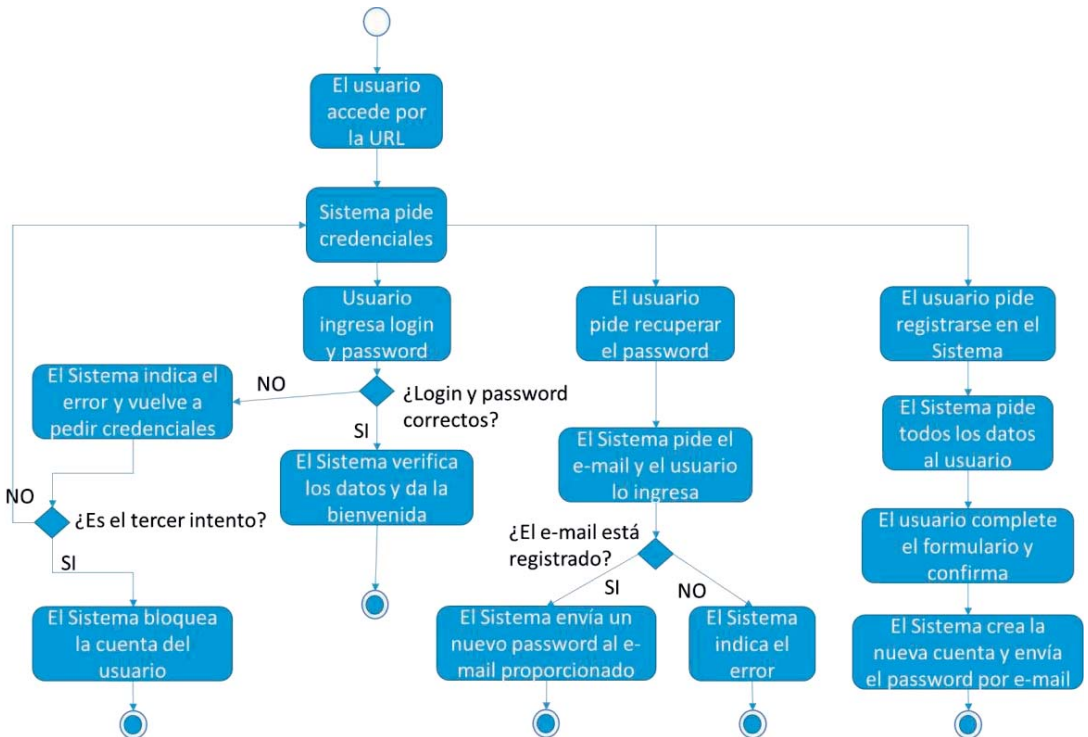 El usuario
accede por
la URL
Sistema pide
credenciales
Usuario
ingresa login
y password
El usuario
pide recuperar
el password
El usuario pide
registrarse en el
Sistema
El Sistema indica el
error y vuelve a
pedir credenciales
NO
¿Login y password
correctos?
SI
El Sistema pide
todos los datos
al usuario
El Sistema verifica
los datos y da la
bienvenida
El Sistema pide el
e-mail y el usuario
lo ingresa
NO
¿Es el tercer intento?
SI
¿El e-mail está
registrado?
SI
NO
El usuario complete
el formulario y
confirma
El Sistema bloquea
la cuenta del
usuario
El Sistema envía un
nuevo password al e-
mail proporcionado
El Sistema
indica el
error
El Sistema crea la
nueva cuenta y envía
el password por e-mail